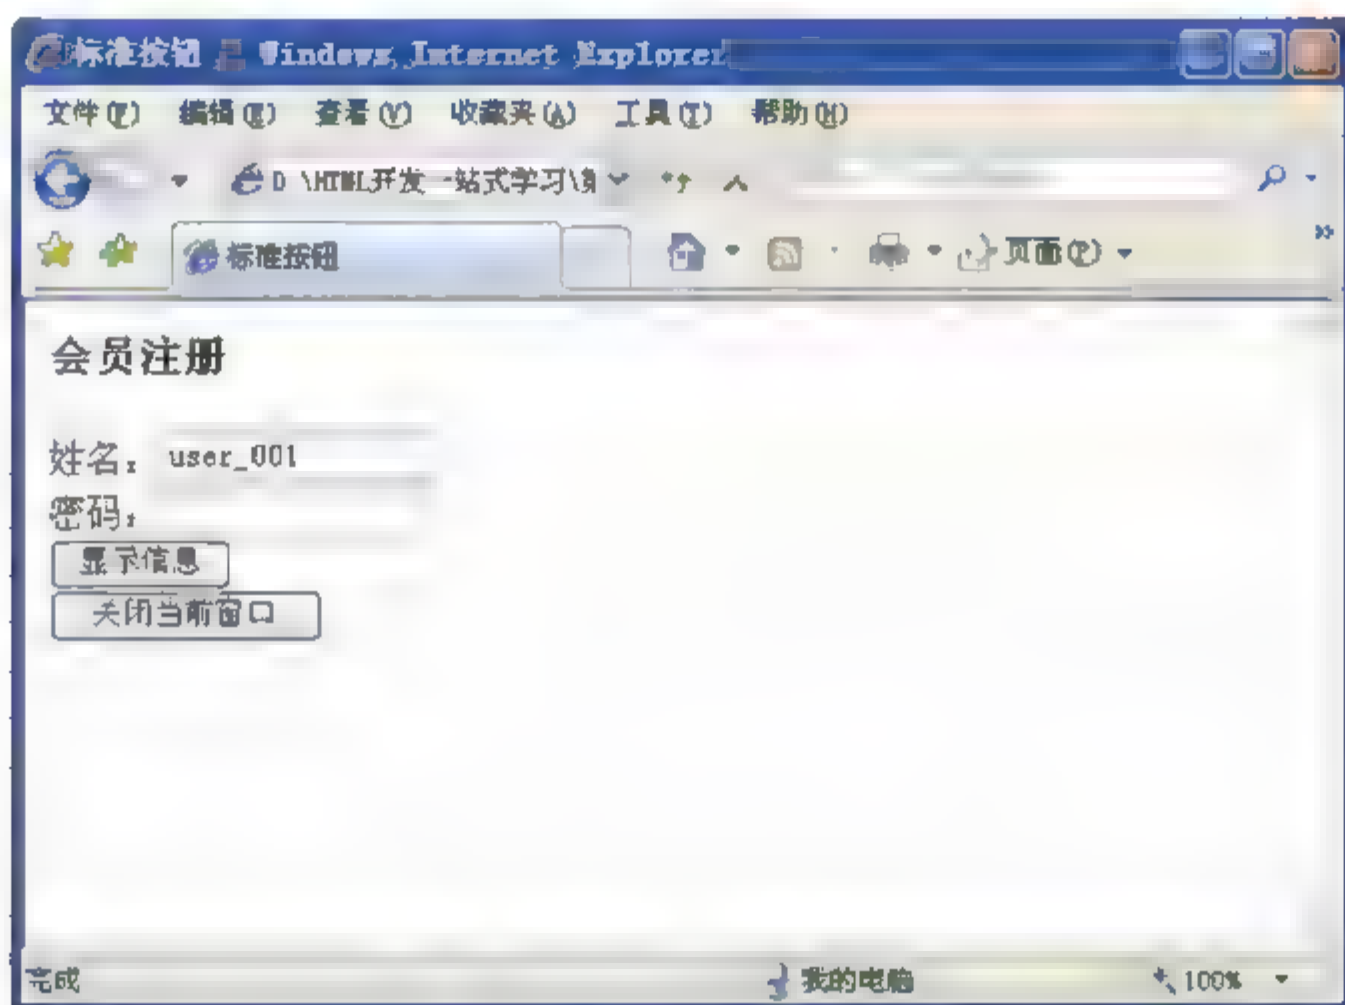 标准按钮 - Windows Internet Explorer
文件(F) 编辑(E) 查看(V) 收藏夹(A) 工具(T) 帮助(H)
D:\HTML开发一站式学习\
标准按钮 页面(P)
会员注册
姓名: user_001
密码:
显示信息
关闭当前窗口
完成 我的电脑 100%